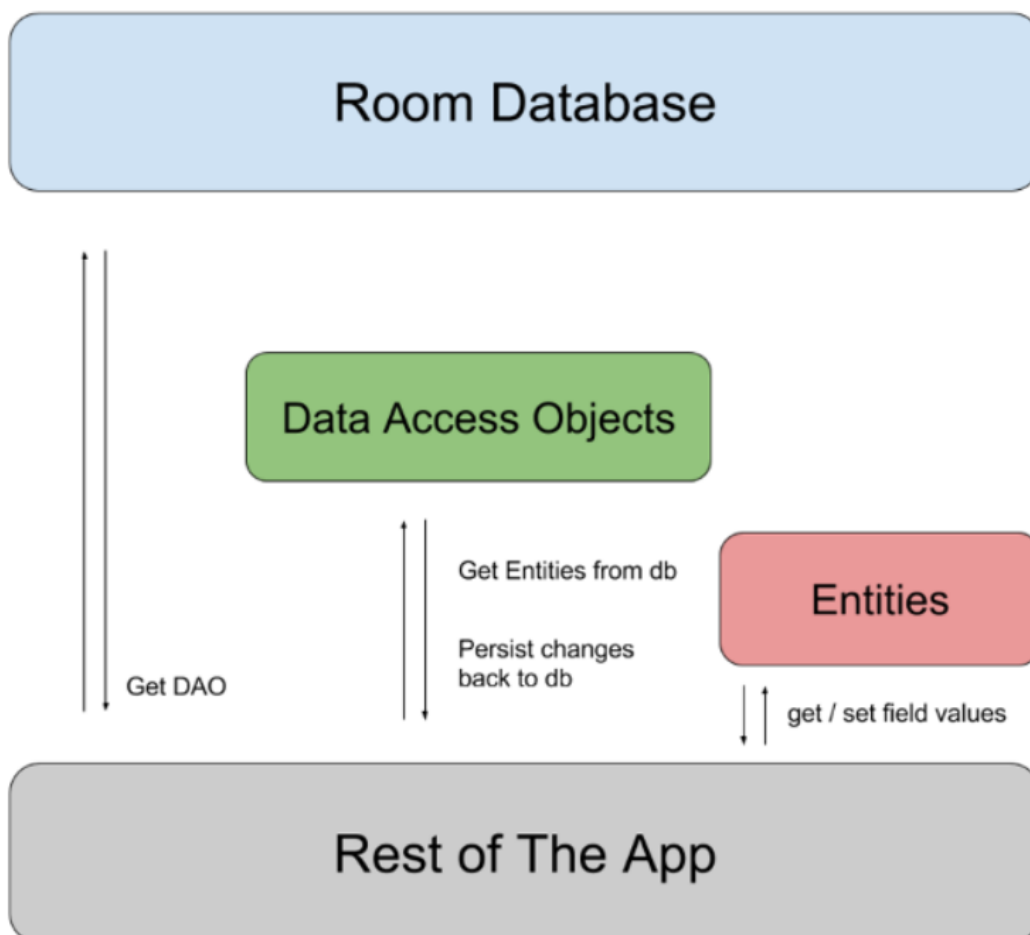 Room Database
Data Access Objects
Get Entities from db
Entities
Persist changes
back to db
Get DAO
get / set field values
Rest of The App